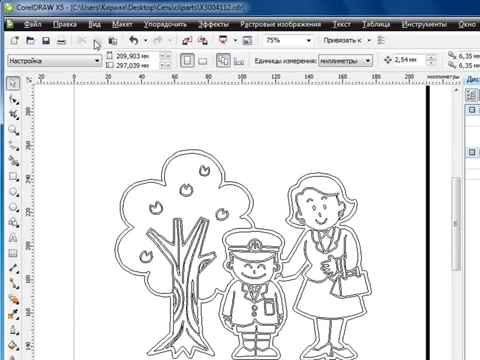 CorelDRAW X5 - [C:\Users\Кирилл\Desktop\Сеть\cliparts\X3004112.cdr]
Файл Правка Вид Макет Упорядочить Эффекты Растровые изображения Текст Таблица Инструменты Окно
75% Привязать к
Настройка 209,903 мм 297,039 мм Единицы измерения: миллиметры 2,54 мм 6,35 6,35
миллиметры